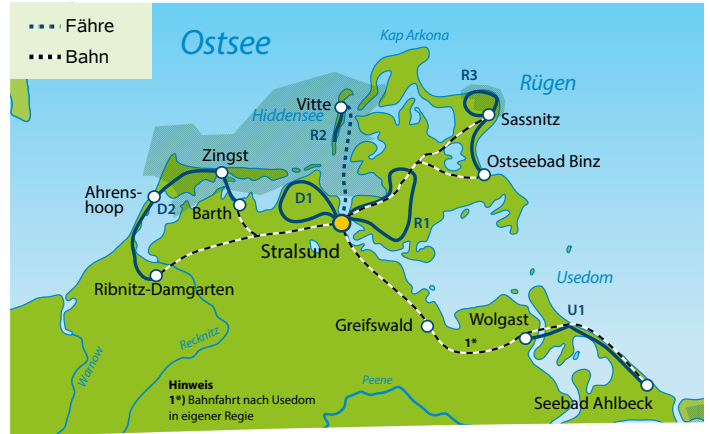 Fähre
Bahn
Ostsee
Kap Arkona
Rügen
R3
Vitte
Hiddensee
R2
Sassnitz
Zingst
Ostseebad Binz
Ahrens-
hoop
D2
Barth
D1
R1
Stralsund
Ribnitz-Damgarten
Usedom
Recknitz
Warnow
Greifswald
Wolgast
U1
1*
Peene
Seebad Ahlbeck
Hinweis
1*) Bahnfahrt nach Usedom
in eigener Regie